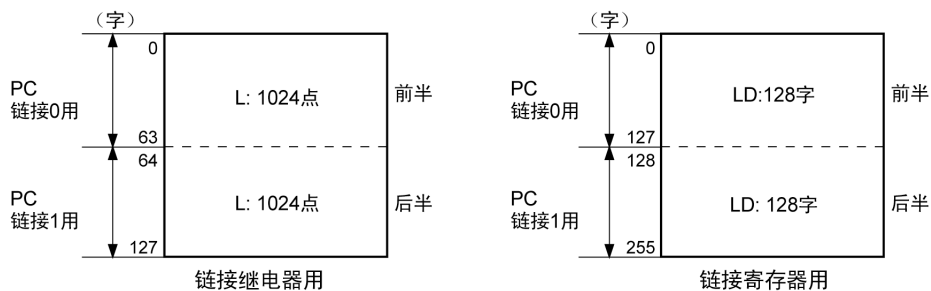 （字）
0
PC
链接0用
L: 1024点
前半
63
64
PC
链接1用
L: 1024点
后半
127
链接继电器用
（字）
0
PC
链接0用
LD:128字
前半
127
128
PC
链接1用
LD: 128字
后半
255
链接寄存器用